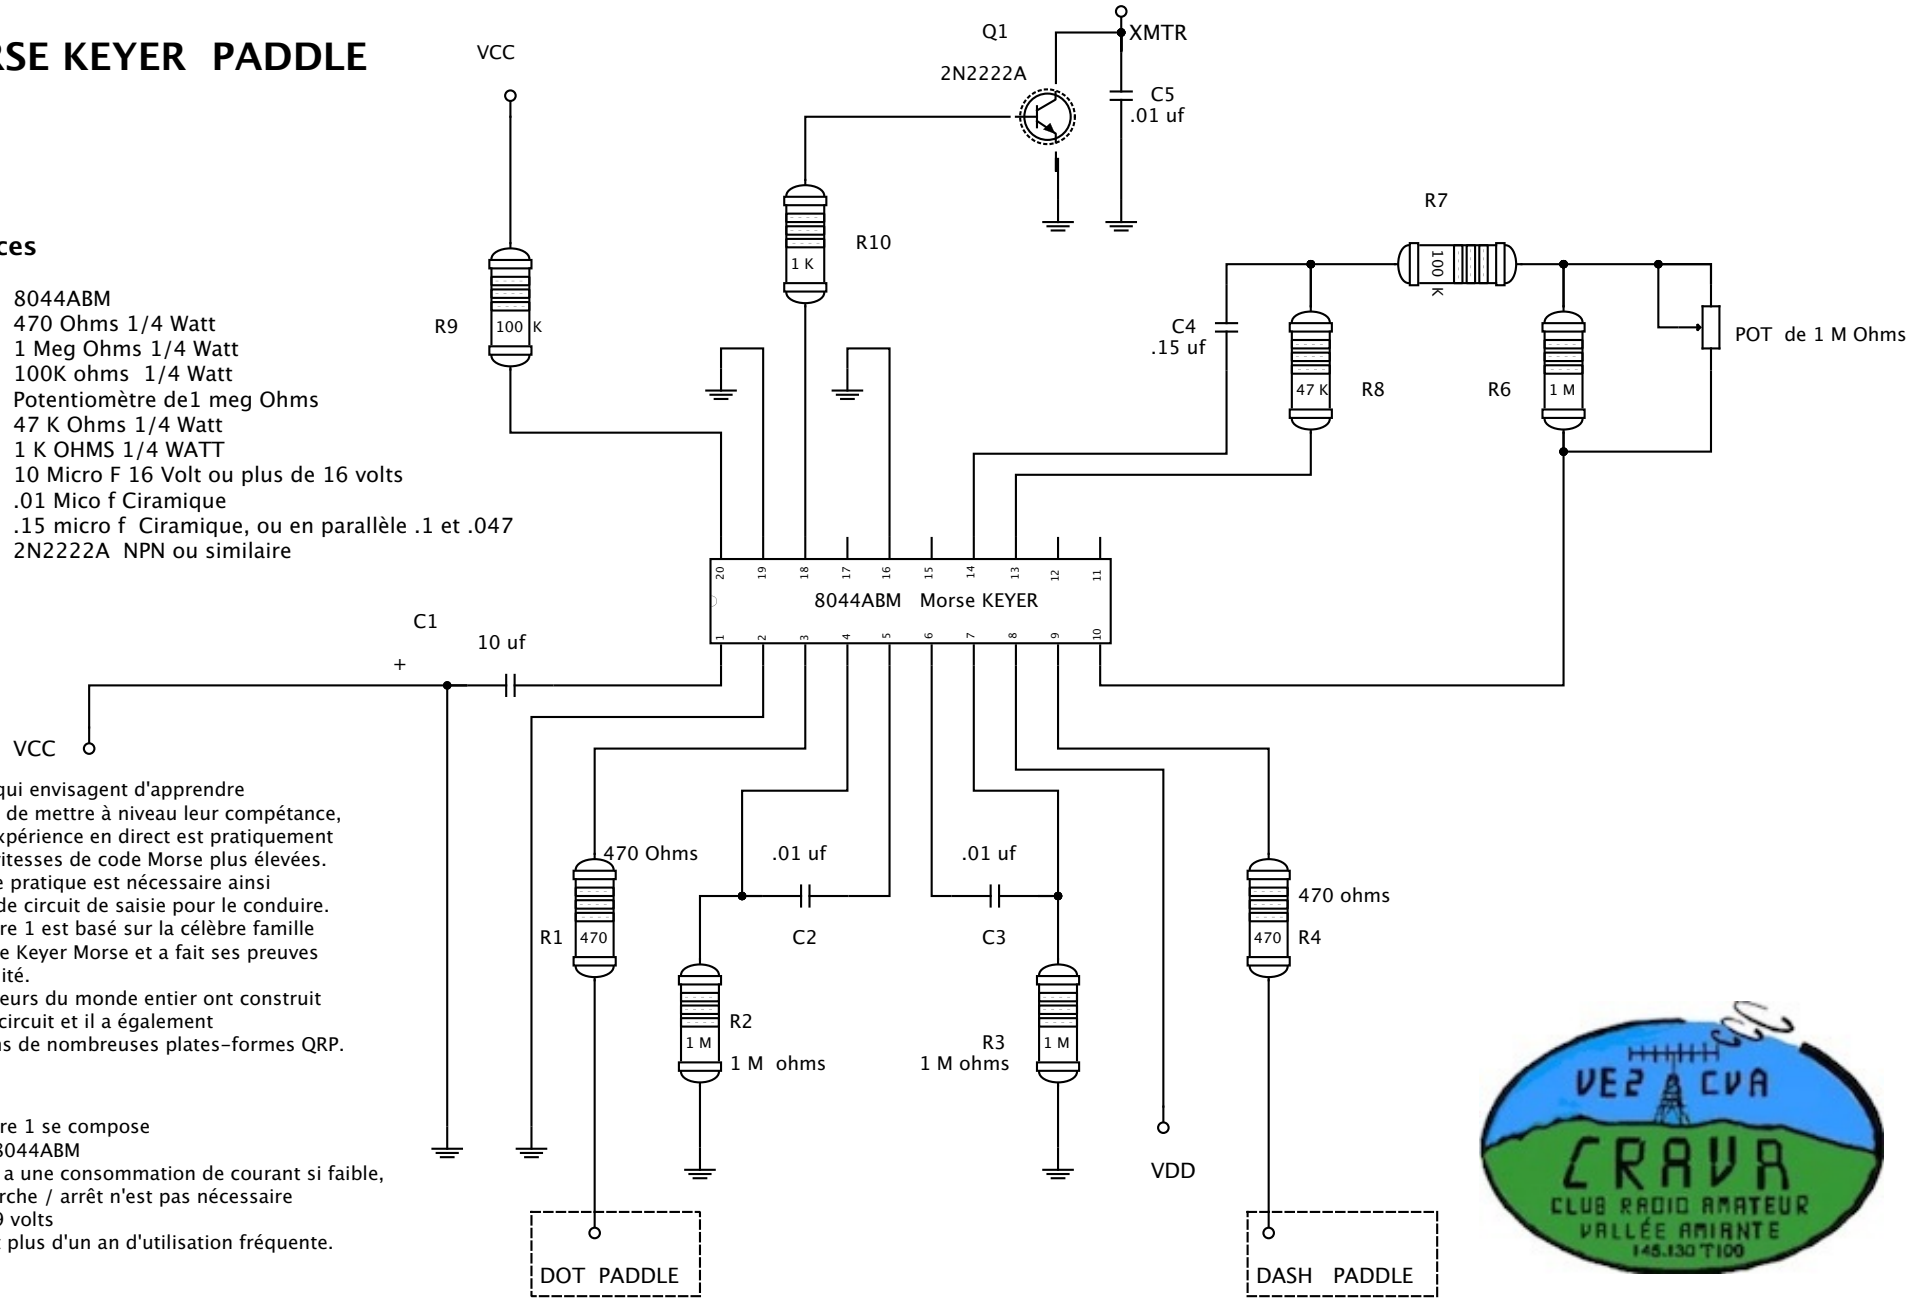 RSE KEYER  PADDLE
ces
8044ABM
470 Ohms 1/4 Watt
1 Meg Ohms 1/4 Watt
100K ohms  1/4 Watt
Potentiomètre de1 meg Ohms
47 K Ohms 1/4 Watt
1 K OHMS 1/4 WATT
10 Micro F 16 Volt ou plus de 16 volts
.01 Mico f Ciramique
.15 micro f  Ciramique, ou en parallèle .1 et .047
2N2222A  NPN ou similaire
VCC
R9
100 K
Q1
2N2222A
XMTR
C5
.01 uf
R10
1 K
R7
100 K
C4
.15 uf
47 K
R8
R6
1 M
POT  de 1 M Ohms
20 19 18 17 16 15 14 13 12 11
8044ABM   Morse KEYER
1 2 3 4 5 6 7 8 9 10
C1
10 uf
+
VCC
qui envisagent d'apprendre
de mettre à niveau leur compétance,
xpérience en direct est pratiquement
itesses de code Morse plus élevées.
e pratique est nécessaire ainsi
de circuit de saisie pour le conduire.
re 1 est basé sur la célèbre famille
e Keyer Morse et a fait ses preuves
ité.
eurs du monde entier ont construit
circuit et il a également
ns de nombreuses plates-formes QRP.
re 1 se compose
8044ABM
a une consommation de courant si faible,
rche / arrêt n'est pas nécessaire
9 volts
t plus d'un an d'utilisation fréquente.
470 Ohms
R1
470
.01 uf
C2
.01 uf
C3
470 ohms
470
R4
R2
1 M
1 M  ohms
R3
1 M ohms
1 M
VDD
DOT  PADDLE
DASH   PADDLE
VE2 CVA
CRAVA
CLUB RADIO AMATEUR
VALLÉE AMIANTE
145.130 T100